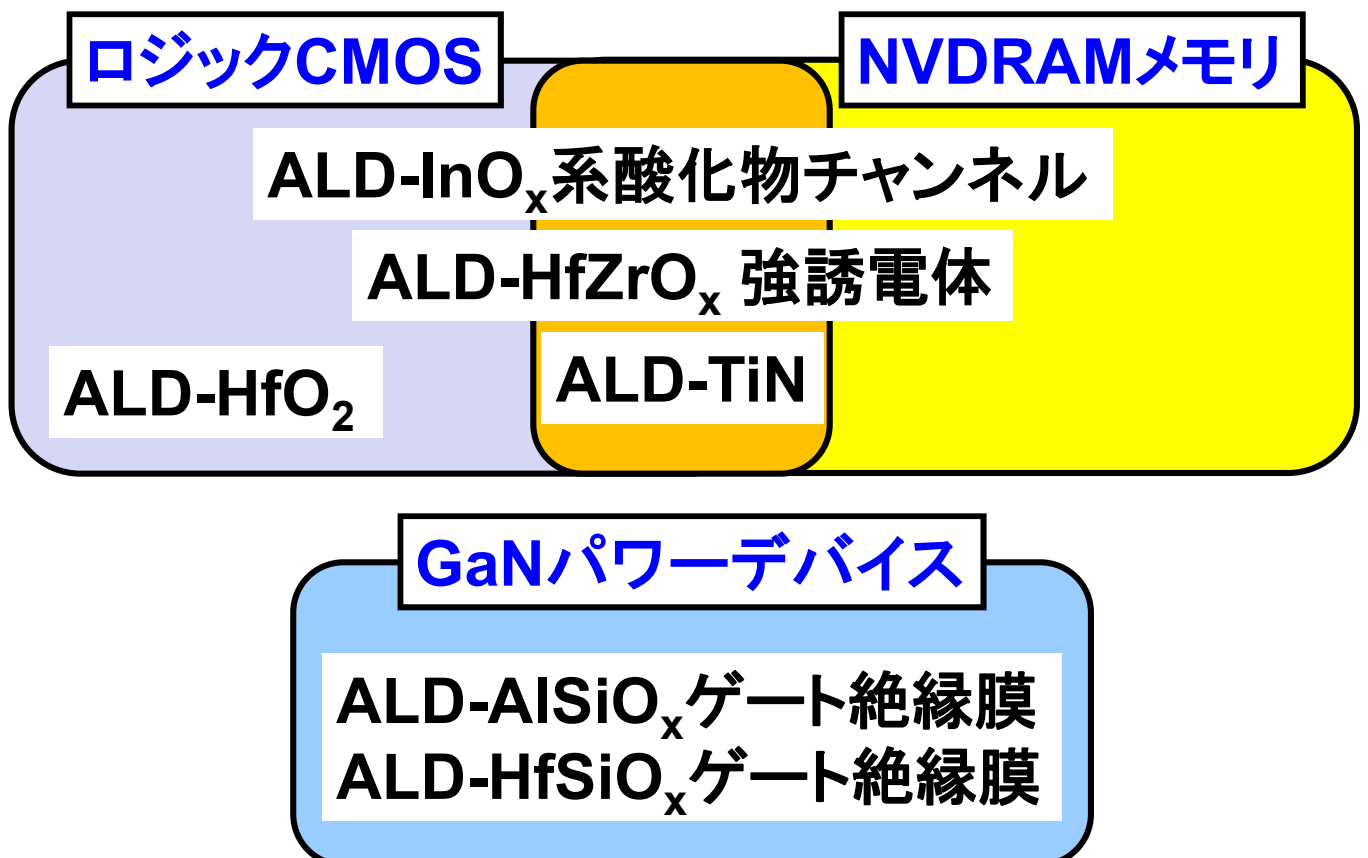 ロジックCMOS
NVDRAMメモリ
ALD-InOx系酸化物チャンネル
ALD-HfZrOx 強誘電体
ALD-HfO2
ALD-TiN
GaNパワーデバイス
ALD-AlSiOxゲート絶縁膜
ALD-HfSiOxゲート絶縁膜